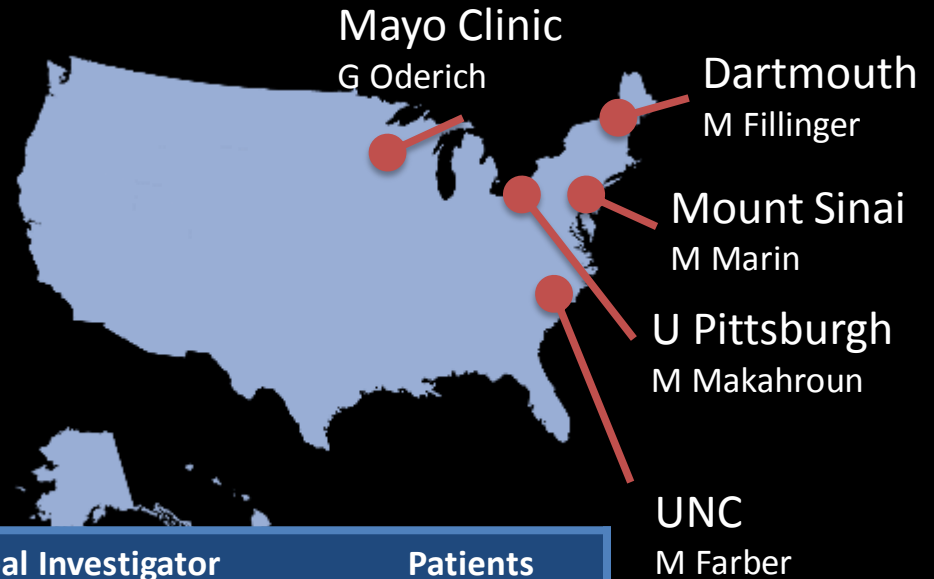 Mayo Clinic
G Oderich
Dartmouth
M Fillinger
Mount Sinai
M Marin
U Pittsburgh
M Makahroun
UNC
M Farber
al Investigator Patients